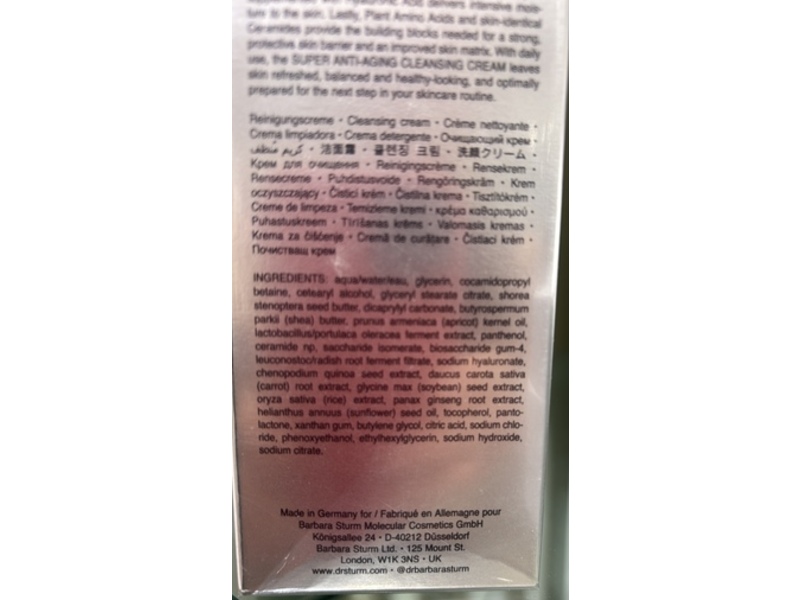 Hyaluronic Acid delivers intensive mois-
ture to the skin. Lastly, Plant Amino Acids and skin-identical
Ceramides provide the building blocks needed for a strong,
protective skin barrier and an improved skin matrix. With daily
use, the SUPER ANTI-AGING CLEANSING CREAM leaves
skin refreshed, balanced and healthy-looking, and optimally
prepared for the next step in your skincare routine.
Reinigungscreme • Cleansing cream • Crème nettoyante •
Crema limpiadora • Crema detergente • Очищающий крем •
كريم منظف • 洁面霜 • 클렌징 크림 • 洗顔クリーム •
Крем для очищення • Reinigingscrème • Rensekrem •
Rensecreme • Puhdistusvoide • Rengöringskräm • Krem
oczyszczający • Čisticí krém • Čistilna krema • Tisztítókrém •
Creme de limpeza • Temizleme kremi • κρέμα καθαρισμού •
Puhastuskreem • Tīrīšanas krēms • Valomasis kremas •
Krema za čišćenje • Cremă de curățare • Čistiaci krém •
Почистващ крем
INGREDIENTS: aqua/water/eau, glycerin, cocamidopropyl
betaine, cetearyl alcohol, glyceryl stearate citrate, shorea
stenoptera seed butter, dicaprylyl carbonate, butyrospermum
parkii (shea) butter, prunus armeniaca (apricot) kernel oil,
lactobacillus/portulaca oleracea ferment extract, panthenol,
ceramide np, saccharide isomerate, biosaccharide gum-4,
leuconostoc/radish root ferment filtrate, sodium hyaluronate,
chenopodium quinoa seed extract, daucus carota sativa
(carrot) root extract, glycine max (soybean) seed extract,
oryza sativa (rice) extract, panax ginseng root extract,
helianthus annuus (sunflower) seed oil, tocopherol, panto-
lactone, xanthan gum, butylene glycol, citric acid, sodium chlo-
ride, phenoxyethanol, ethylhexylglycerin, sodium hydroxide,
sodium citrate.
Made in Germany for / Fabriqué en Allemagne pour
Barbara Sturm Molecular Cosmetics GmbH
Königsallee 24 • D-40212 Düsseldorf
Barbara Sturm Ltd. • 125 Mount St.
London, W1K 3NS • UK
www.drsturm.com • @drbarbarasturm